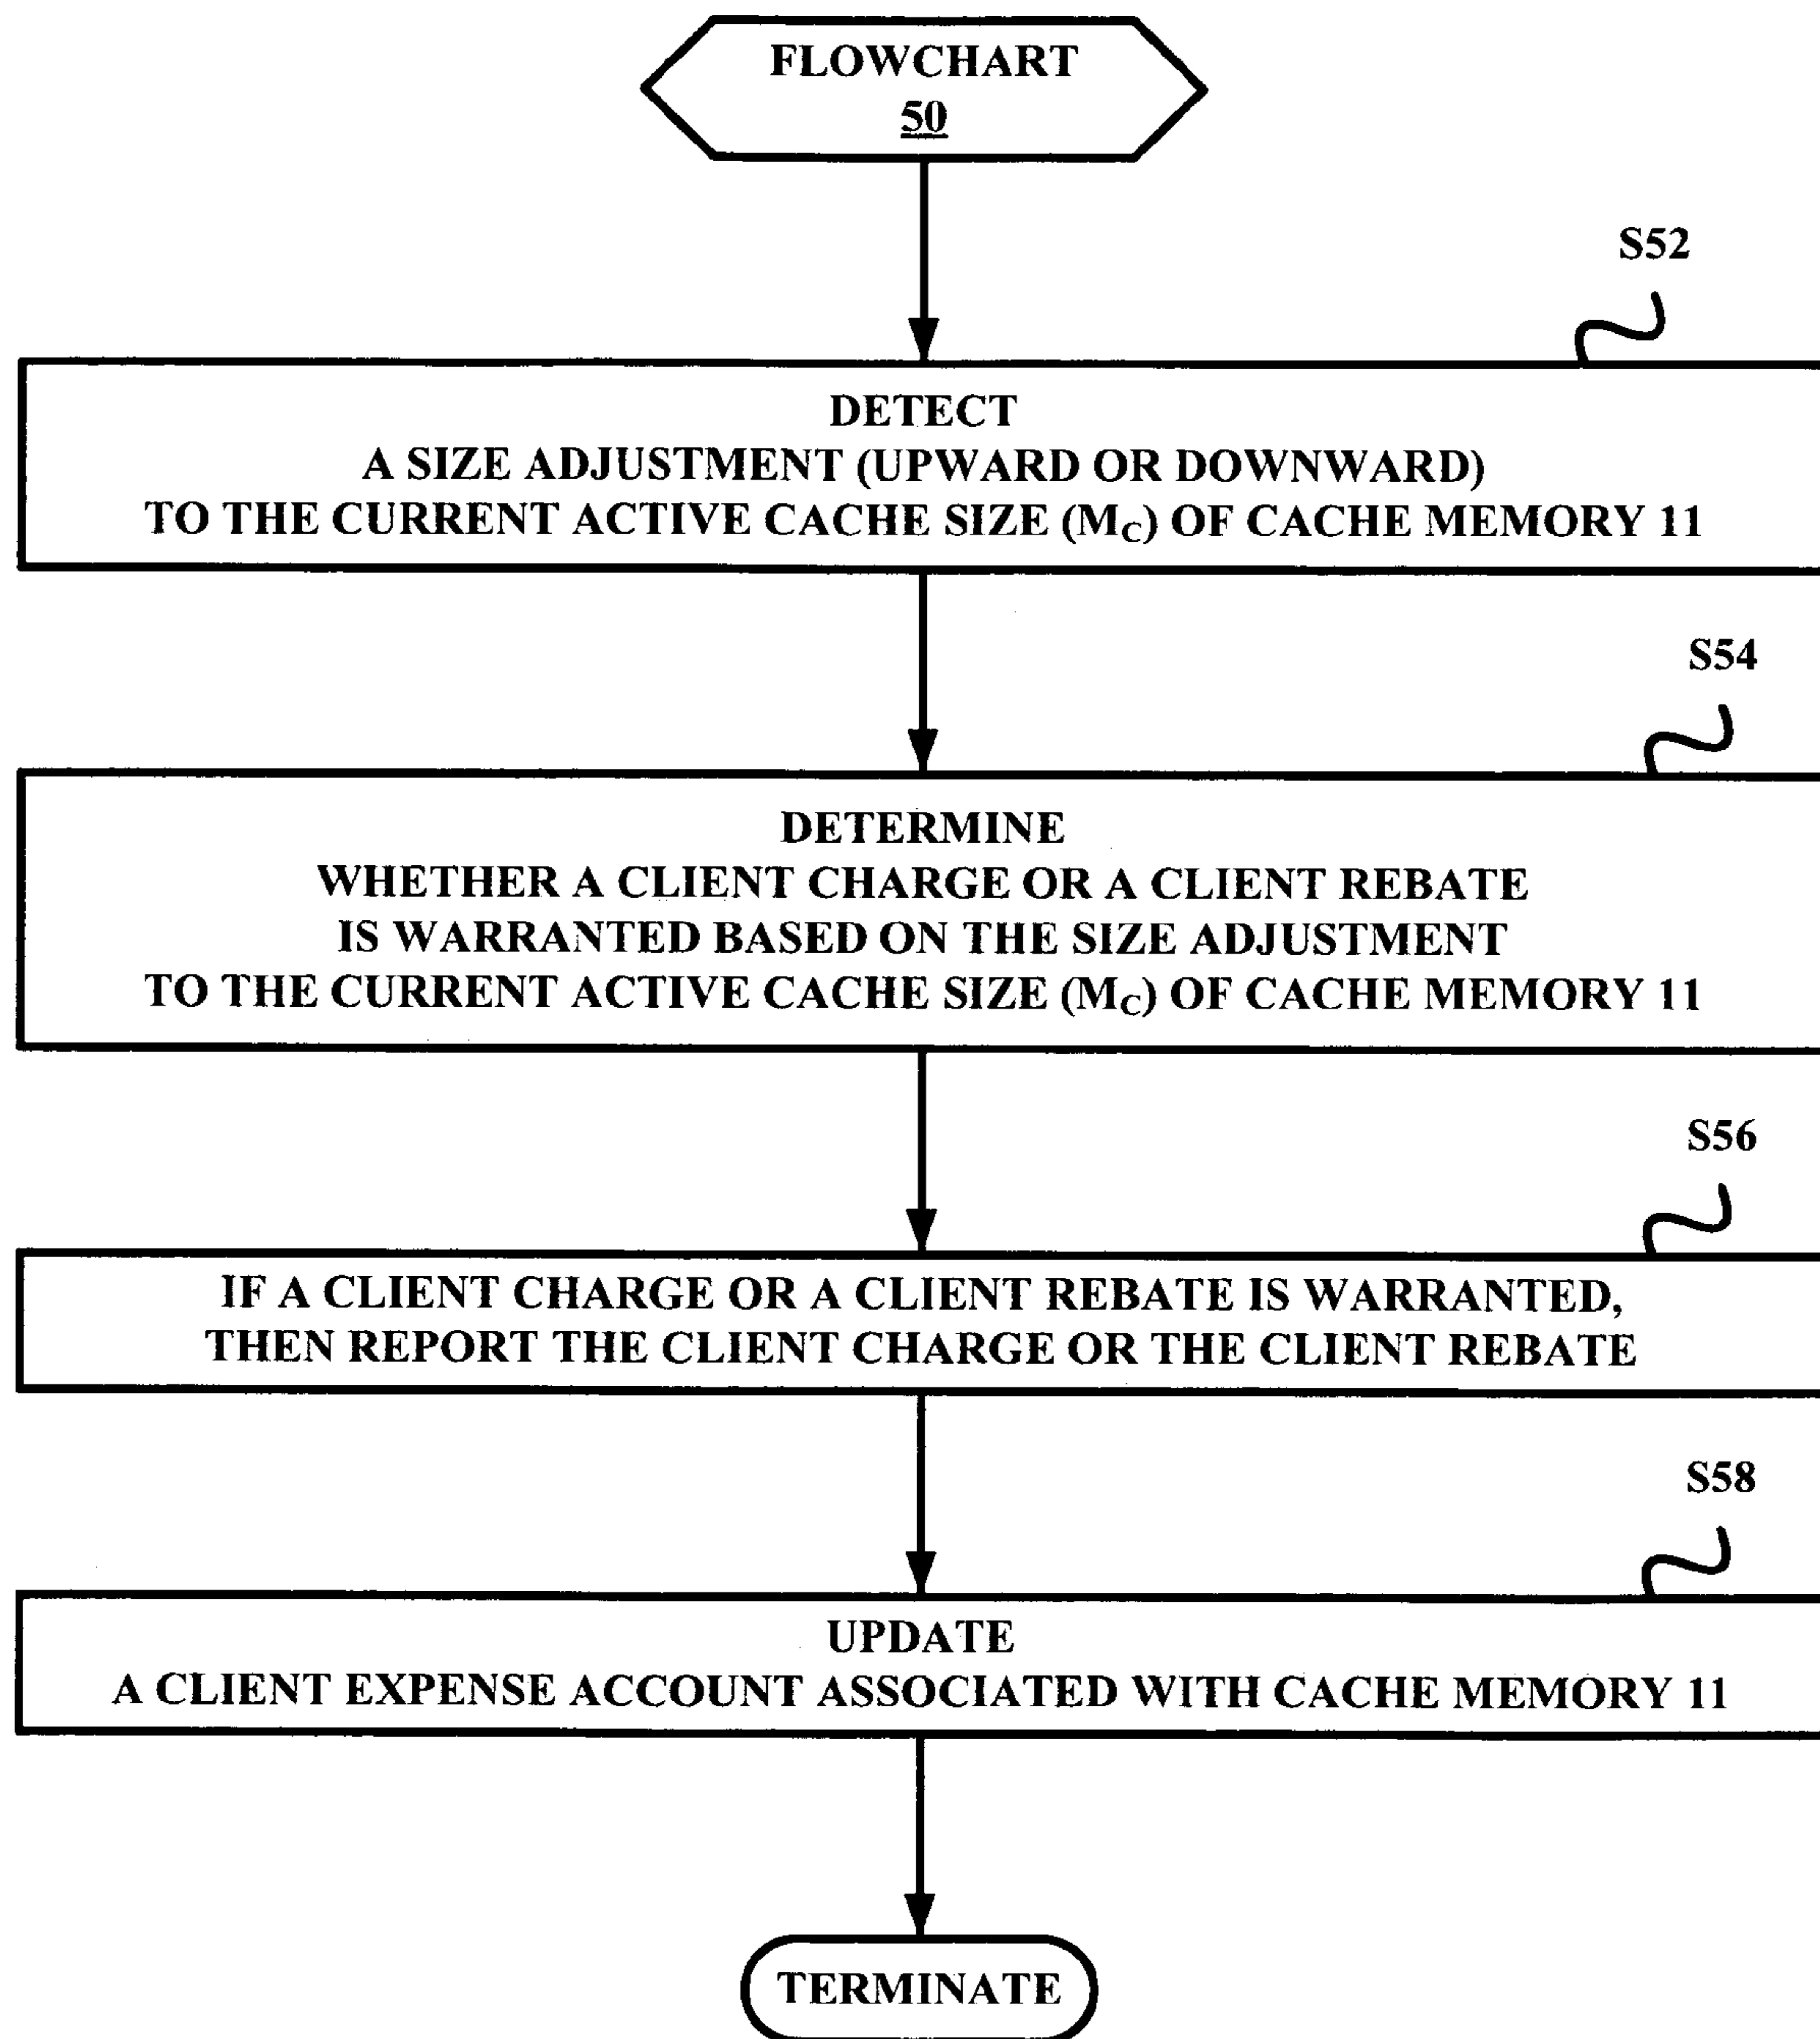 FLOWCHART
50
S52
DETECT
A SIZE ADJUSTMENT (UPWARD OR DOWNWARD)
TO THE CURRENT ACTIVE CACHE SIZE (MC) OF CACHE MEMORY 11
S54
DETERMINE
WHETHER A CLIENT CHARGE OR A CLIENT REBATE
IS WARRANTED BASED ON THE SIZE ADJUSTMENT
TO THE CURRENT ACTIVE CACHE SIZE (MC) OF CACHE MEMORY 11
S56
IF A CLIENT CHARGE OR A CLIENT REBATE IS WARRANTED,
THEN REPORT THE CLIENT CHARGE OR THE CLIENT REBATE
S58
UPDATE
A CLIENT EXPENSE ACCOUNT ASSOCIATED WITH CACHE MEMORY 11
TERMINATE